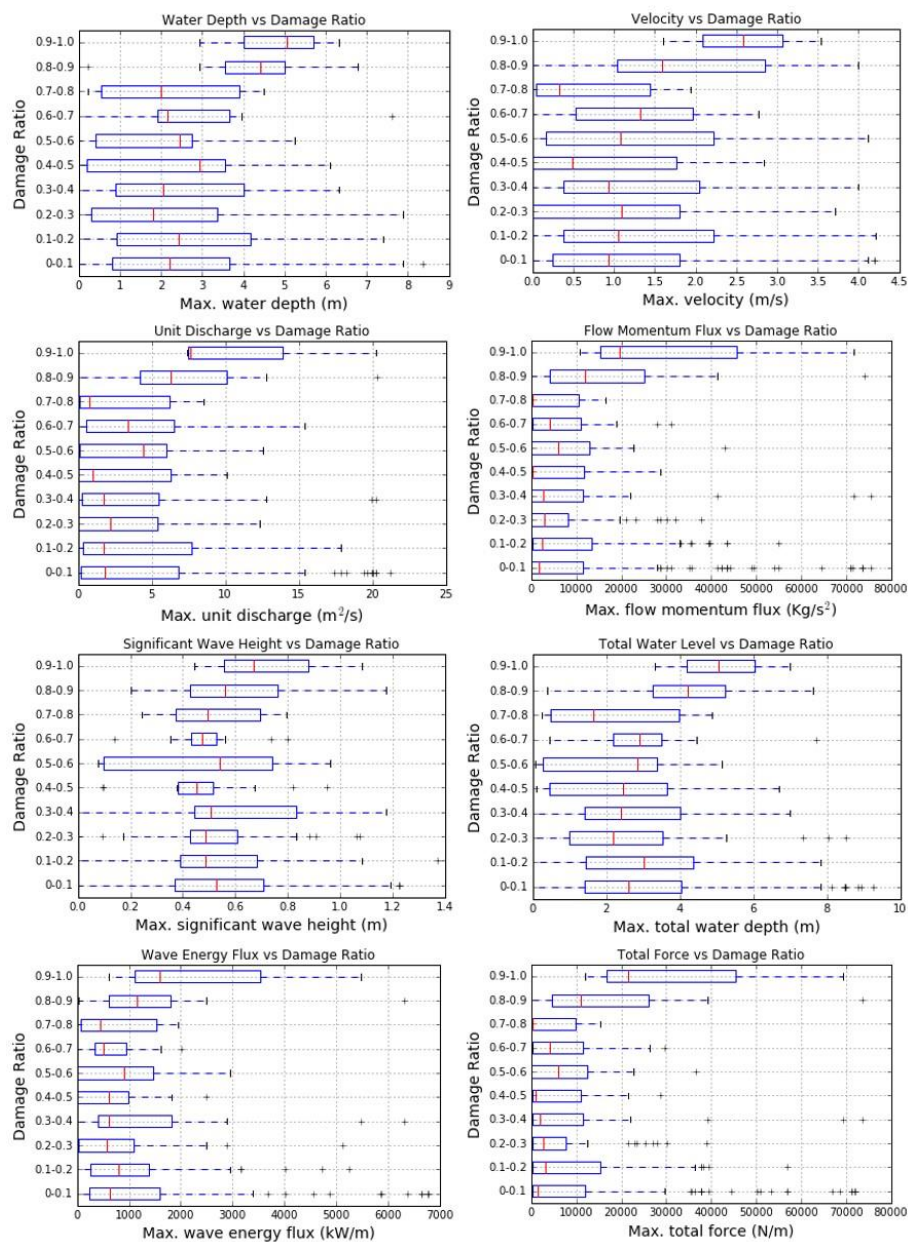 Water Depth vs Damage Ratio
Damage Ratio
0.9-1.0
0.8-0.9
0.7-0.8
0.6-0.7
0.5-0.6
0.4-0.5
0.3-0.4
0.2-0.3
0.1-0.2
0-0.1
0 1 2 3 4 5 6 7 8 9
Max. water depth (m)
Velocity vs Damage Ratio
Damage Ratio
0.9-1.0
0.8-0.9
0.7-0.8
0.6-0.7
0.5-0.6
0.4-0.5
0.3-0.4
0.2-0.3
0.1-0.2
0-0.1
0.0 0.5 1.0 1.5 2.0 2.5 3.0 3.5 4.0 4.5
Max. velocity (m/s)
Unit Discharge vs Damage Ratio
Damage Ratio
0.9-1.0
0.8-0.9
0.7-0.8
0.6-0.7
0.5-0.6
0.4-0.5
0.3-0.4
0.2-0.3
0.1-0.2
0-0.1
0 5 10 15 20 25
Max. unit discharge (m²/s)
Flow Momentum Flux vs Damage Ratio
Damage Ratio
0.9-1.0
0.8-0.9
0.7-0.8
0.6-0.7
0.5-0.6
0.4-0.5
0.3-0.4
0.2-0.3
0.1-0.2
0-0.1
0 10000 20000 30000 40000 50000 60000 70000 80000
Max. flow momentum flux (Kg/s²)
Significant Wave Height vs Damage Ratio
Damage Ratio
0.9-1.0
0.8-0.9
0.7-0.8
0.6-0.7
0.5-0.6
0.4-0.5
0.3-0.4
0.2-0.3
0.1-0.2
0-0.1
0.0 0.2 0.4 0.6 0.8 1.0 1.2 1.4
Max. significant wave height (m)
Total Water Level vs Damage Ratio
Damage Ratio
0.9-1.0
0.8-0.9
0.7-0.8
0.6-0.7
0.5-0.6
0.4-0.5
0.3-0.4
0.2-0.3
0.1-0.2
0-0.1
0 2 4 6 8 10
Max. total water depth (m)
Wave Energy Flux vs Damage Ratio
Damage Ratio
0.9-1.0
0.8-0.9
0.7-0.8
0.6-0.7
0.5-0.6
0.4-0.5
0.3-0.4
0.2-0.3
0.1-0.2
0-0.1
0 1000 2000 3000 4000 5000 6000 7000
Max. wave energy flux (kW/m)
Total Force vs Damage Ratio
Damage Ratio
0.9-1.0
0.8-0.9
0.7-0.8
0.6-0.7
0.5-0.6
0.4-0.5
0.3-0.4
0.2-0.3
0.1-0.2
0-0.1
0 10000 20000 30000 40000 50000 60000 70000 80000
Max. total force (N/m)